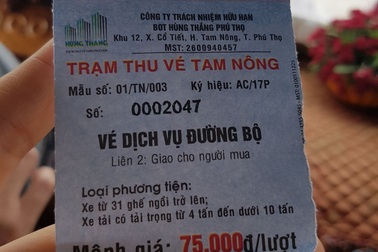 CÔNG TY TRÁCH NHIỆM HỮU HẠN
BOT HÙNG THẮNG PHÚ THỌ
HÙNG THẮNG
Khu 12, X. Cổ Tiết, H. Tam Nông, T. Phú Thọ
MST: 2600940457
TRẠM THU VÉ TAM NÔNG
Mẫu số: 01/TN/003 Ký hiệu: AC/17P
Số: 0002047
VÉ DỊCH VỤ ĐƯỜNG BỘ
Liên 2: Giao cho người mua
Loại phương tiện:
Xe từ 31 ghế ngồi trở lên;
Xe tải có tải trọng từ 4 tấn đến dưới 10 tấn
Mệnh giá: 75.000đ/lượt